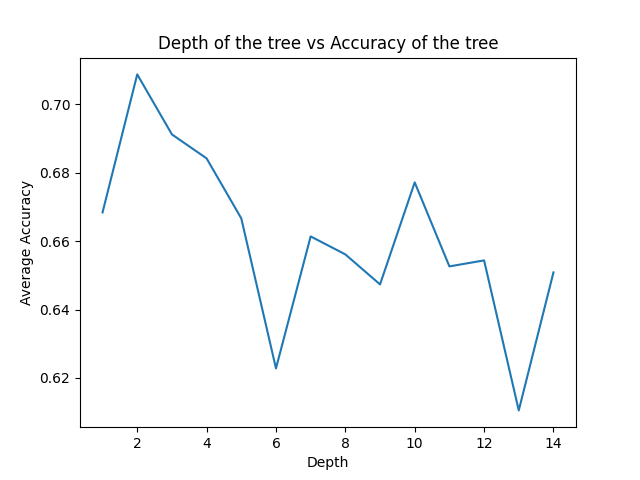 Depth of the tree vs Accuracy of the tree
0.70
0.68
0.66
0.64
0.62
Average Accuracy
2 4 6 8 10 12 14
Depth